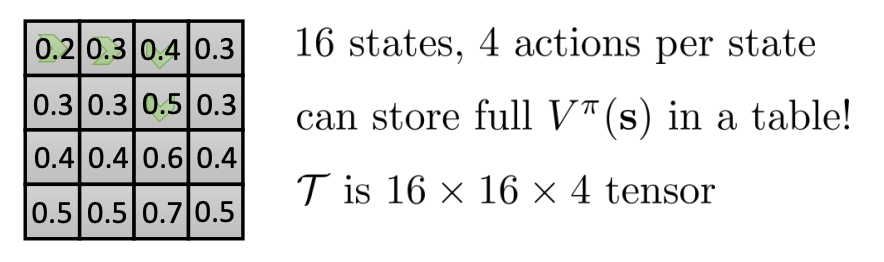 0.2 0.3 0.4 0.3
0.3 0.3 0.5 0.3
0.4 0.4 0.6 0.4
0.5 0.5 0.7 0.5
16 states, 4 actions per state
can store full V^π(s) in a table!
𝒯 is 16 × 16 × 4 tensor